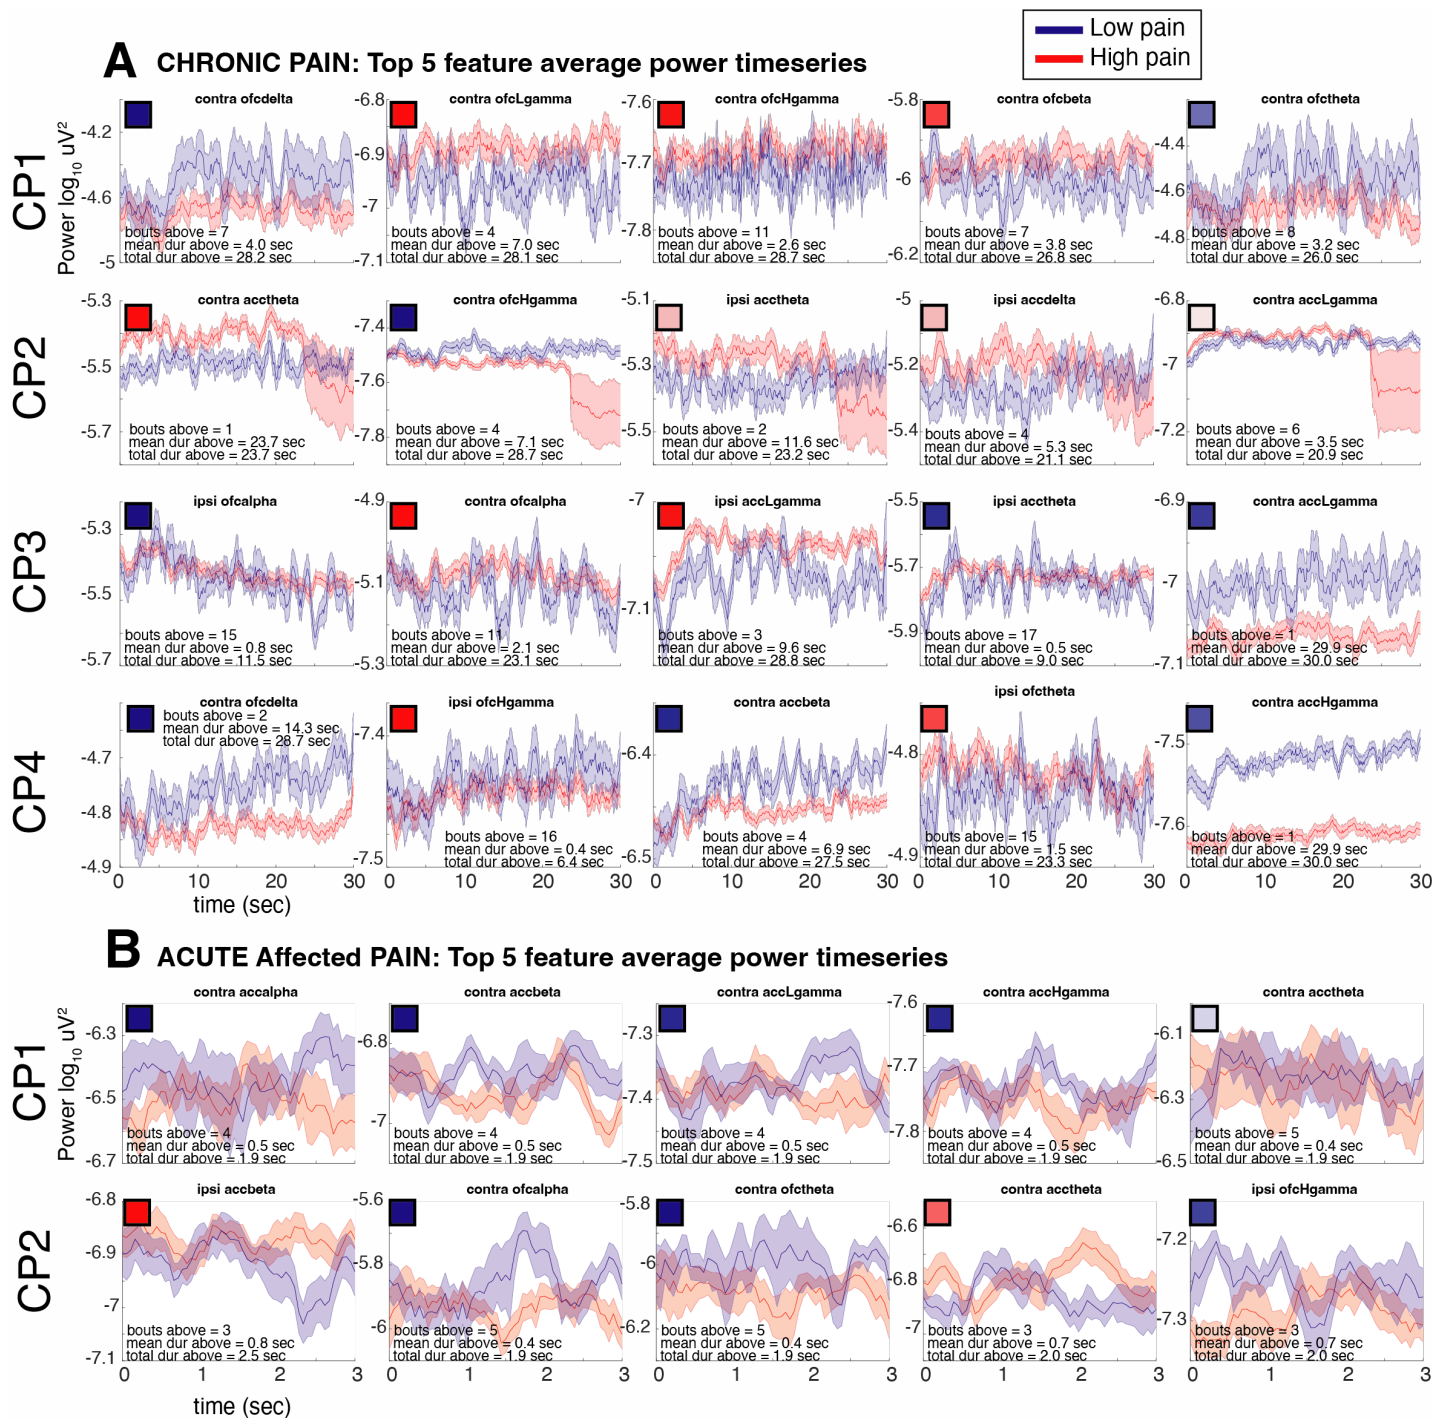 Low pain
High pain
A CHRONIC PAIN: Top 5 feature average power timeseries
CP1
Power log10 uV²
contra ofcdelta
-4.2
-4.6
-5
bouts above = 7
mean dur above = 4.0 sec
total dur above = 28.2 sec
contra ofcLgamma
-6.8
-6.9
-7
-7.1
bouts above = 4
mean dur above = 7.0 sec
total dur above = 28.1 sec
contra ofcHgamma
-7.6
-7.7
-7.8
bouts above = 11
mean dur above = 2.6 sec
total dur above = 28.7 sec
contra ofcbeta
-5.8
-6
-6.2
bouts above = 7
mean dur above = 3.8 sec
total dur above = 26.8 sec
contra ofctheta
-4.4
-4.6
-4.8
bouts above = 8
mean dur above = 3.2 sec
total dur above = 26.0 sec
CP2
contra acctheta
-5.3
-5.5
-5.7
bouts above = 1
mean dur above = 23.7 sec
total dur above = 23.7 sec
contra ofcHgamma
-7.4
-7.6
-7.8
bouts above = 4
mean dur above = 7.1 sec
total dur above = 28.7 sec
ipsi acctheta
-5.1
-5.3
-5.5
bouts above = 2
mean dur above = 11.6 sec
total dur above = 23.2 sec
ipsi accdelta
-5
-5.2
-5.4
bouts above = 4
mean dur above = 5.3 sec
total dur above = 21.1 sec
contra accLgamma
-6.8
-7
-7.2
bouts above = 6
mean dur above = 3.5 sec
total dur above = 20.9 sec
CP3
ipsi ofcalpha
-5.3
-5.5
-5.7
bouts above = 15
mean dur above = 0.8 sec
total dur above = 11.5 sec
contra ofcalpha
-4.9
-5.1
-5.3
bouts above = 11
mean dur above = 2.1 sec
total dur above = 23.1 sec
ipsi accLgamma
-7
-7.1
bouts above = 3
mean dur above = 9.6 sec
total dur above = 28.8 sec
ipsi acctheta
-5.5
-5.7
-5.9
bouts above = 17
mean dur above = 0.5 sec
total dur above = 9.0 sec
contra accLgamma
-6.9
-7
-7.1
bouts above = 1
mean dur above = 29.9 sec
total dur above = 30.0 sec
CP4
contra ofcdelta
-4.7
-4.8
-4.9
bouts above = 2
mean dur above = 14.3 sec
total dur above = 28.7 sec
0 10 20 30
time (sec)
ipsi ofcHgamma
-7.4
-7.5
bouts above = 16
mean dur above = 0.4 sec
total dur above = 6.4 sec
0 10 20 30
contra accbeta
-6.4
-6.5
bouts above = 4
mean dur above = 6.9 sec
total dur above = 27.5 sec
0 10 20 30
ipsi ofctheta
-4.8
-4.9
bouts above = 15
mean dur above = 1.5 sec
total dur above = 23.3 sec
0 10 20 30
contra accHgamma
-7.5
-7.6
bouts above = 1
mean dur above = 29.9 sec
total dur above = 30.0 sec
0 10 20 30
B ACUTE Affected PAIN: Top 5 feature average power timeseries
CP1
Power log10 uV²
contra accalpha
-6.3
-6.5
-6.7
bouts above = 4
mean dur above = 0.5 sec
total dur above = 1.9 sec
contra accbeta
-6.8
-7
bouts above = 4
mean dur above = 0.5 sec
total dur above = 1.9 sec
contra accLgamma
-7.3
-7.4
-7.5
bouts above = 4
mean dur above = 0.5 sec
total dur above = 1.9 sec
contra accHgamma
-7.6
-7.7
-7.8
bouts above = 4
mean dur above = 0.5 sec
total dur above = 1.9 sec
contra acctheta
-6.1
-6.3
-6.5
bouts above = 5
mean dur above = 0.4 sec
total dur above = 1.9 sec
CP2
ipsi accbeta
-6.8
-6.9
-7
-7.1
bouts above = 3
mean dur above = 0.8 sec
total dur above = 2.5 sec
0 1 2 3
time (sec)
contra ofcalpha
-5.6
-5.8
-6
bouts above = 5
mean dur above = 0.4 sec
total dur above = 1.9 sec
0 1 2 3
contra ofctheta
-5.8
-6
-6.2
bouts above = 5
mean dur above = 0.4 sec
total dur above = 1.9 sec
0 1 2 3
contra acctheta
-6.6
-6.8
-7
bouts above = 3
mean dur above = 0.7 sec
total dur above = 2.0 sec
0 1 2 3
ipsi ofcHgamma
-7.2
-7.3
bouts above = 3
mean dur above = 0.7 sec
total dur above = 2.0 sec
0 1 2 3